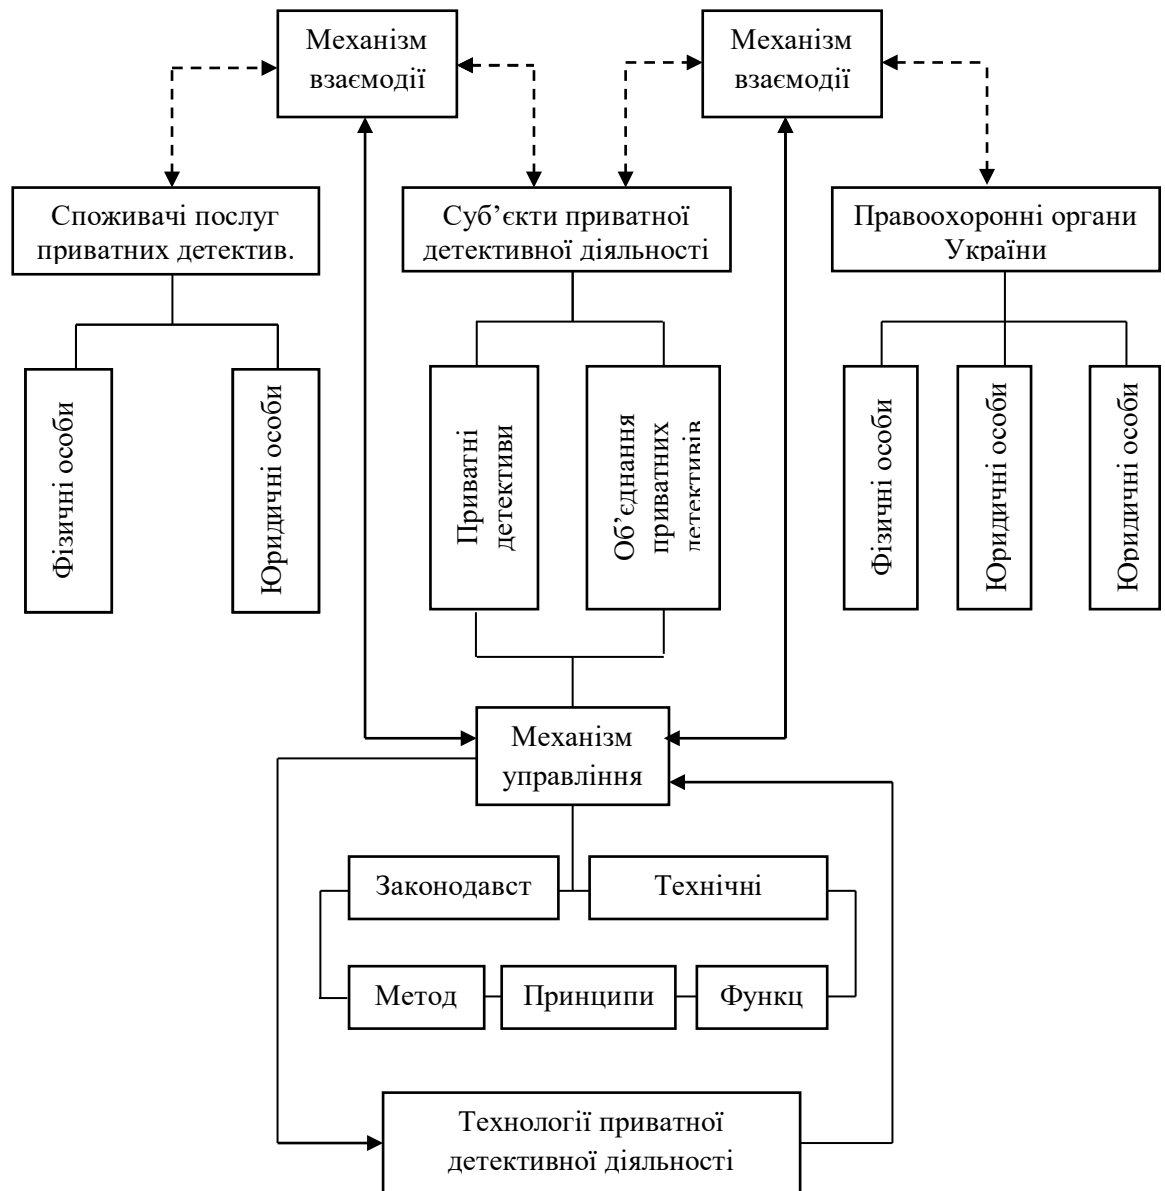 Механізм
взаємодії
Механізм
взаємодії
Споживачі послуг
приватних детектив.
Суб’єкти приватної
детективної діяльності
Правоохоронні органи
України
Фізичні особи
Юридичні особи
Приватні
детективи
Об’єднання
приватних
детективів
Фізичні особи
Юридичні особи
Юридичні особи
Механізм
управління
Законодавст
Технічні
Метод
Принципи
Функц
Технології приватної
детективної діяльності